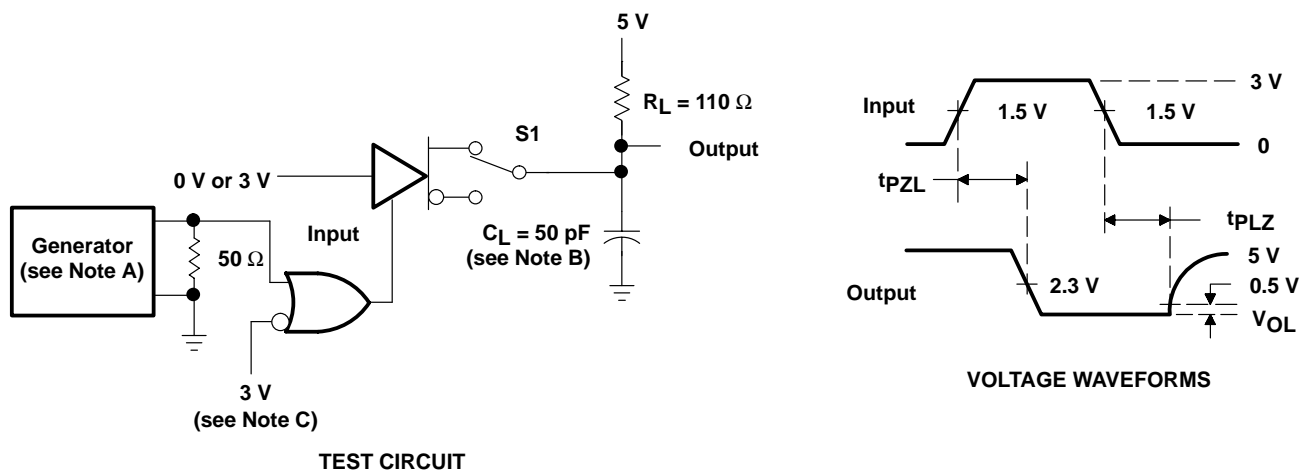 5 V
RL = 110 Ω
S1
Output
0 V or 3 V
Input
Generator
(see Note A)
50 Ω
CL = 50 pF
(see Note B)
3 V
(see Note C)
TEST CIRCUIT
3 V
Input
1.5 V
1.5 V
0
tPZL
tPLZ
5 V
Output
2.3 V
0.5 V
VOL
VOLTAGE WAVEFORMS